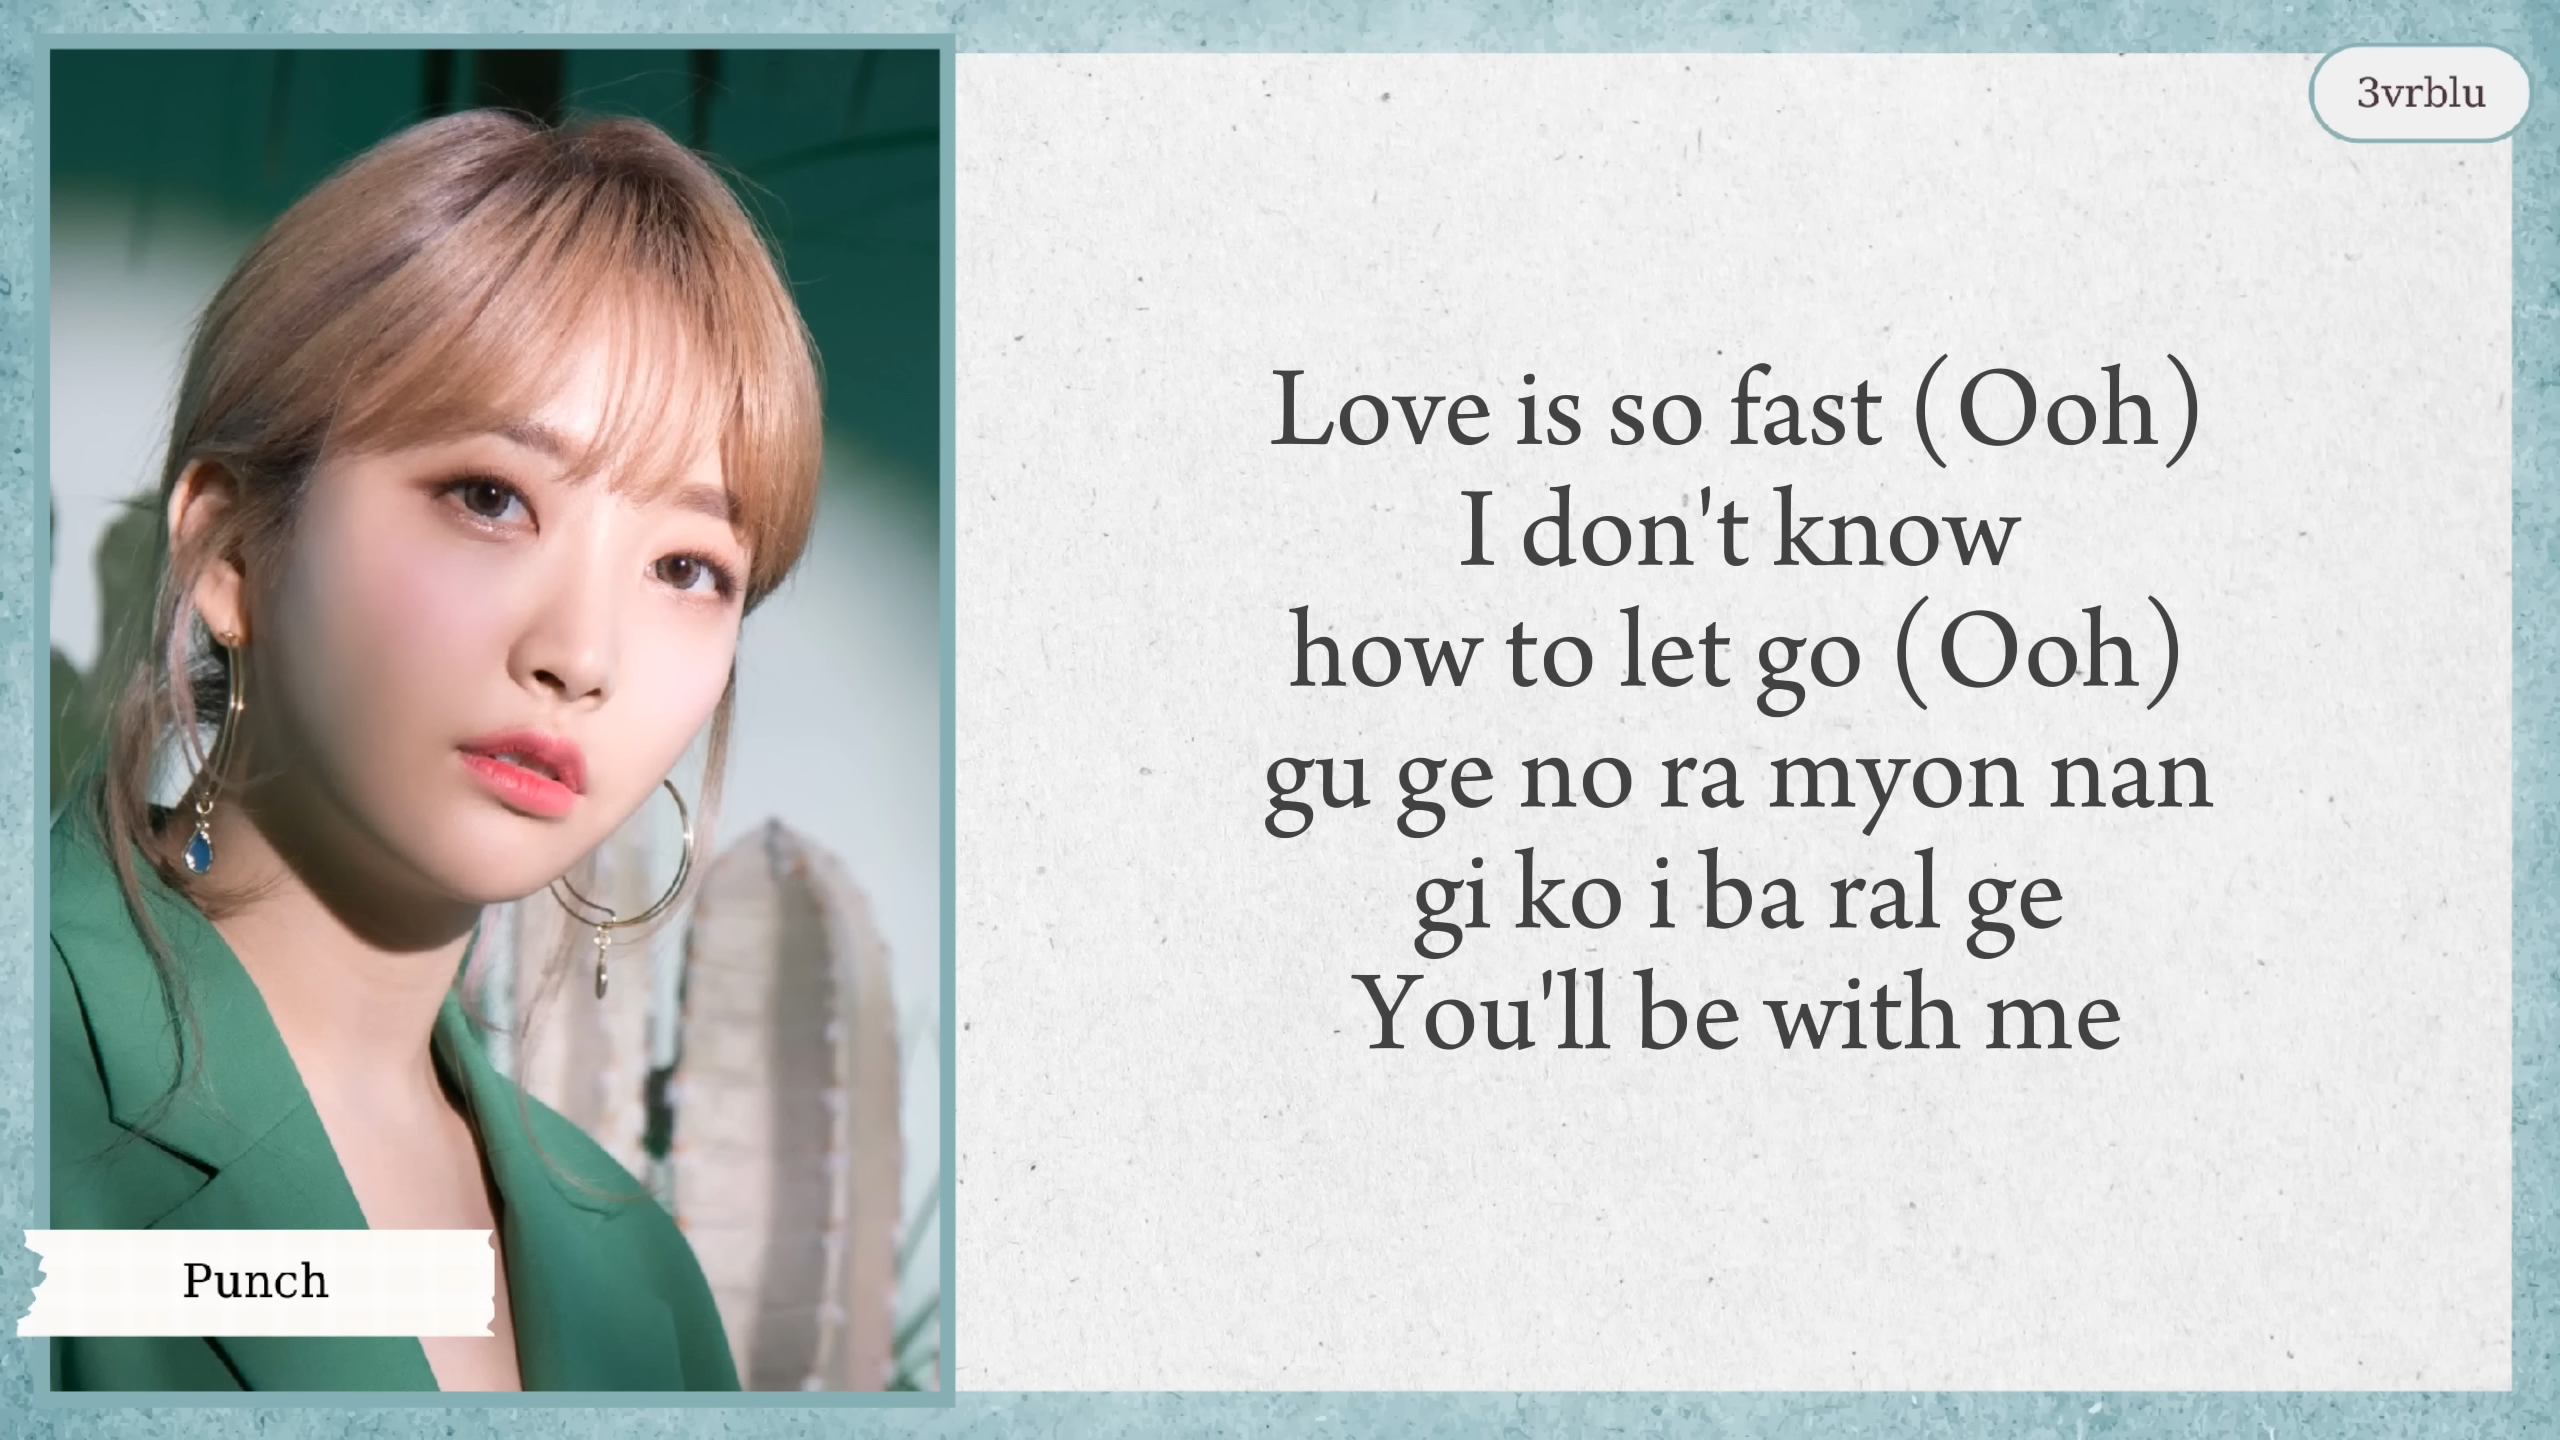 3vrblu
Love is so fast (Ooh)
I don't know
how to let go (Ooh)
gu ge no ra myon nan
gi ko i ba ral ge
You'll be with me
Punch